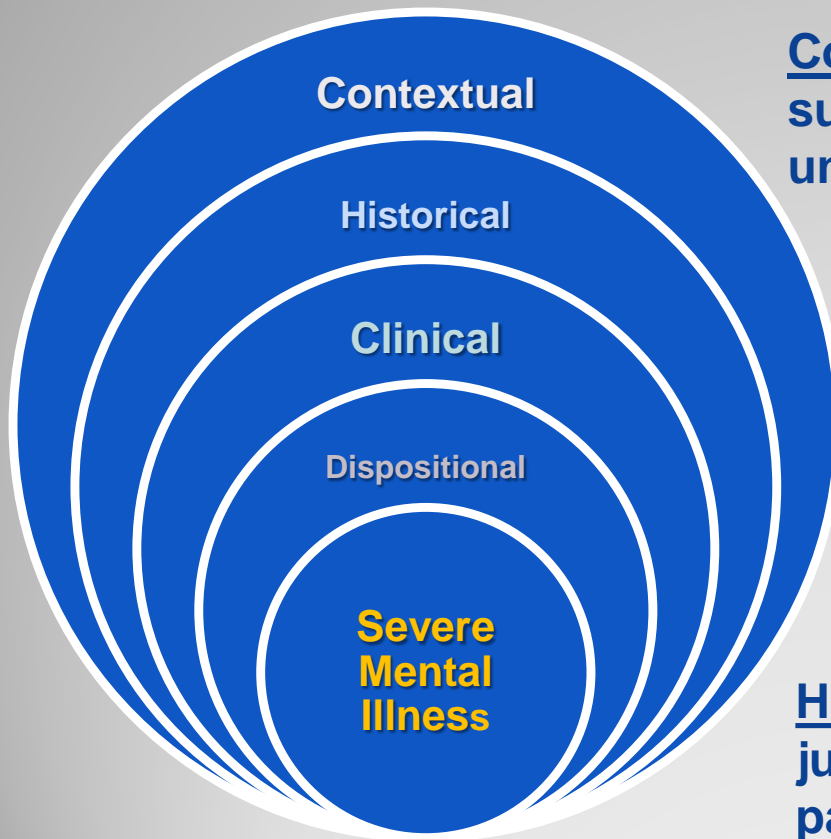 Contextual
Historical
Clinical
Dispositional
Severe
Mental
Illness